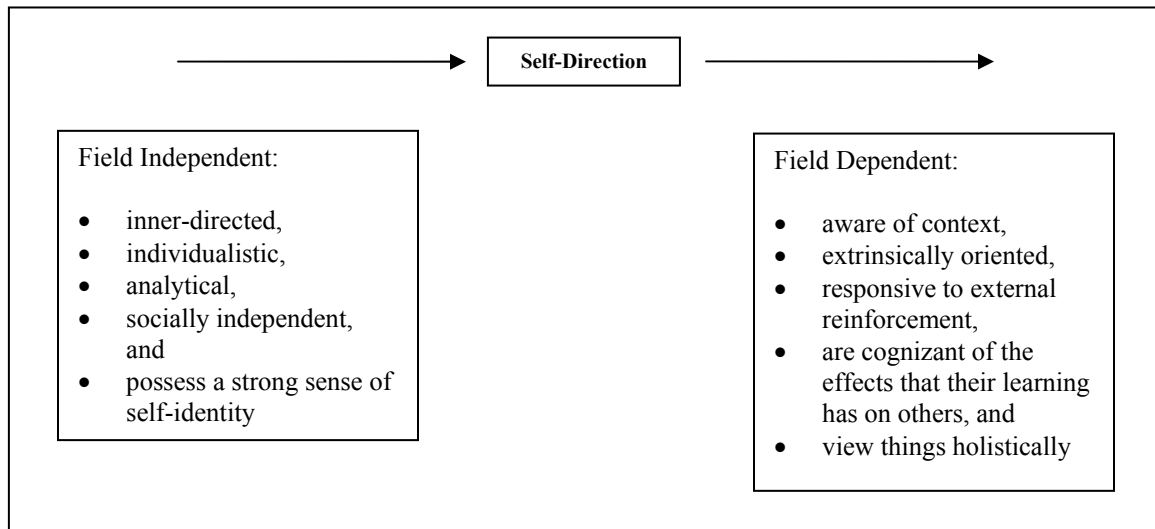 Self-Direction
Field Independent:
• inner-directed,
• individualistic,
• analytical,
• socially independent,
and
• possess a strong sense of
self-identity
Field Dependent:
• aware of context,
• extrinsically oriented,
• responsive to external
reinforcement,
• are cognizant of the
effects that their learning
has on others, and
• view things holistically